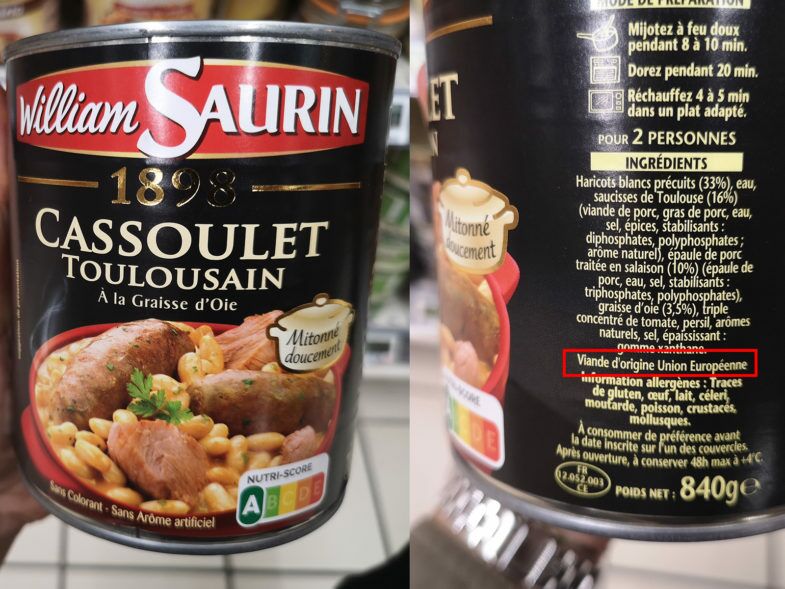 William SAURIN
1898
CASSOULET
TOULOUSAIN
À la Graisse d'Oie
Mitonné
doucement
NUTRI-SCORE
A B C D E
Sans Colorant - Sans Arôme artificiel
MODE DE PRÉPARATION
Mijotez à feu doux
pendant 8 à 10 min.
Dorez pendant 20 min.
Réchauffez 4 à 5 min
dans un plat adapté.
POUR 2 PERSONNES
INGRÉDIENTS
Haricots blancs précuits (33%), eau,
saucisses de Toulouse (16%)
(viande de porc, gras de porc, eau,
sel, épices, stabilisants :
diphosphates, polyphosphates ;
arôme naturel), épaule de porc
traitée en salaison (10%) (épaule de
porc, eau, sel, stabilisants :
triphosphates, polyphosphates),
graisse d'oie (3,5%), triple
concentré de tomate, persil, arômes
naturels, sel, épaississant :
gomme xanthane.
Viande d'origine Union Européenne
Information allergènes : Traces
de gluten, œuf, lait, céleri,
moutarde, poisson, crustacés,
mollusques.
À consommer de préférence avant
la date inscrite sur l'un des couvercles.
Après ouverture, à conserver 48h max à +4°C
FR
12.052.003
CE
POIDS NET : 840g e
ET
N
Mitonné
doucement
SCORE
A C D E